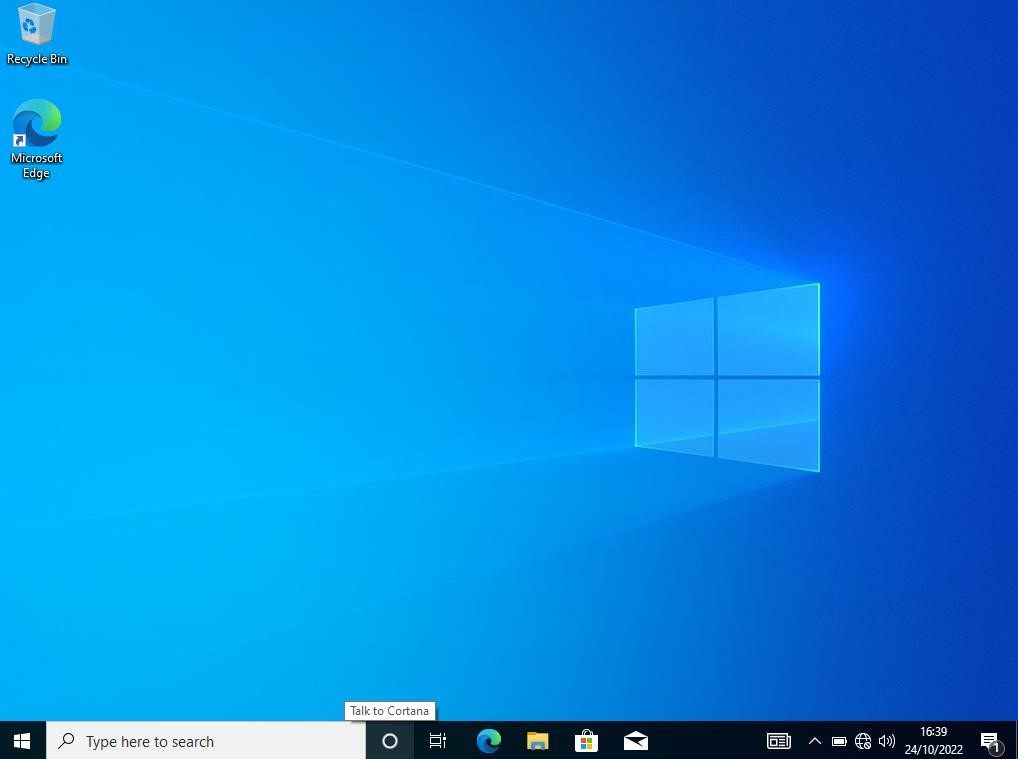 Recycle Bin
Microsoft
Edge
Talk to Cortana
Type here to search
16:39
24/10/2022
1